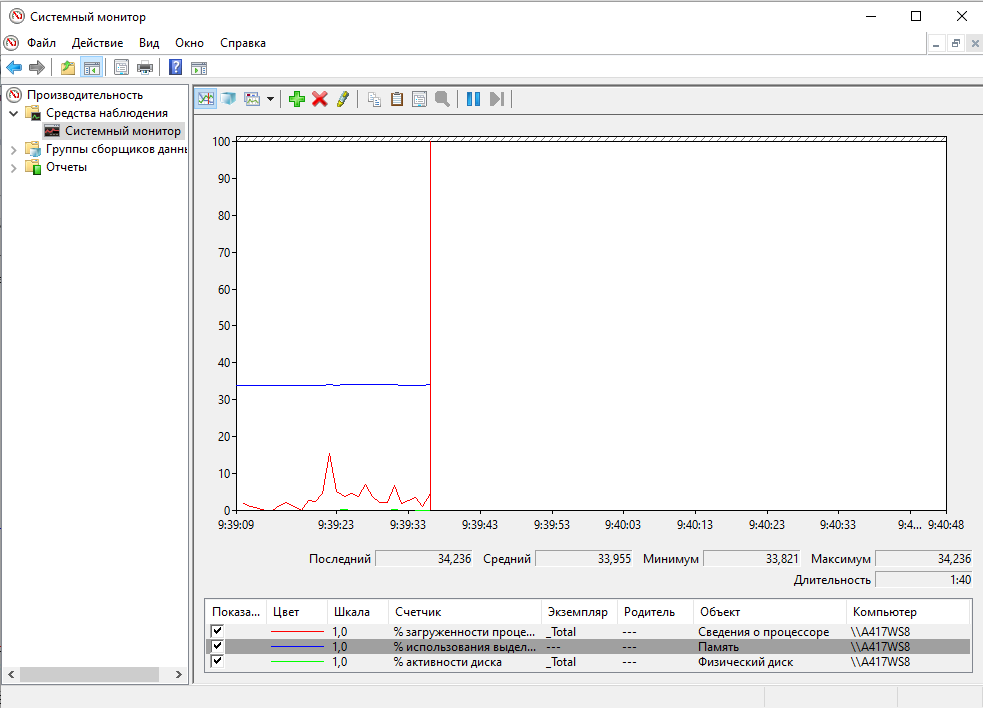 Системный монитор
Файл Действие Вид Окно Справка
Производительность
Средства наблюдения
Системный монитор
Группы сборщиков данн
Отчеты
100
90
80
70
60
50
40
30
20
10
0
9:39:09 9:39:23 9:39:33 9:39:43 9:39:53 9:40:03 9:40:13 9:40:23 9:40:33 9:4... 9:40:48
Последний 34,236 Средний 33,955 Минимум 33,821 Максимум 34,236
Длительность 1:40
Показа... Цвет Шкала Счетчик Экземпляр Родитель Объект Компьютер
1,0 % загруженности проце... _Total --- Сведения о процессоре \\A417WS8
1,0 % использования выдел... --- --- Память \\A417WS8
1,0 % активности диска _Total --- Физический диск \\A417WS8